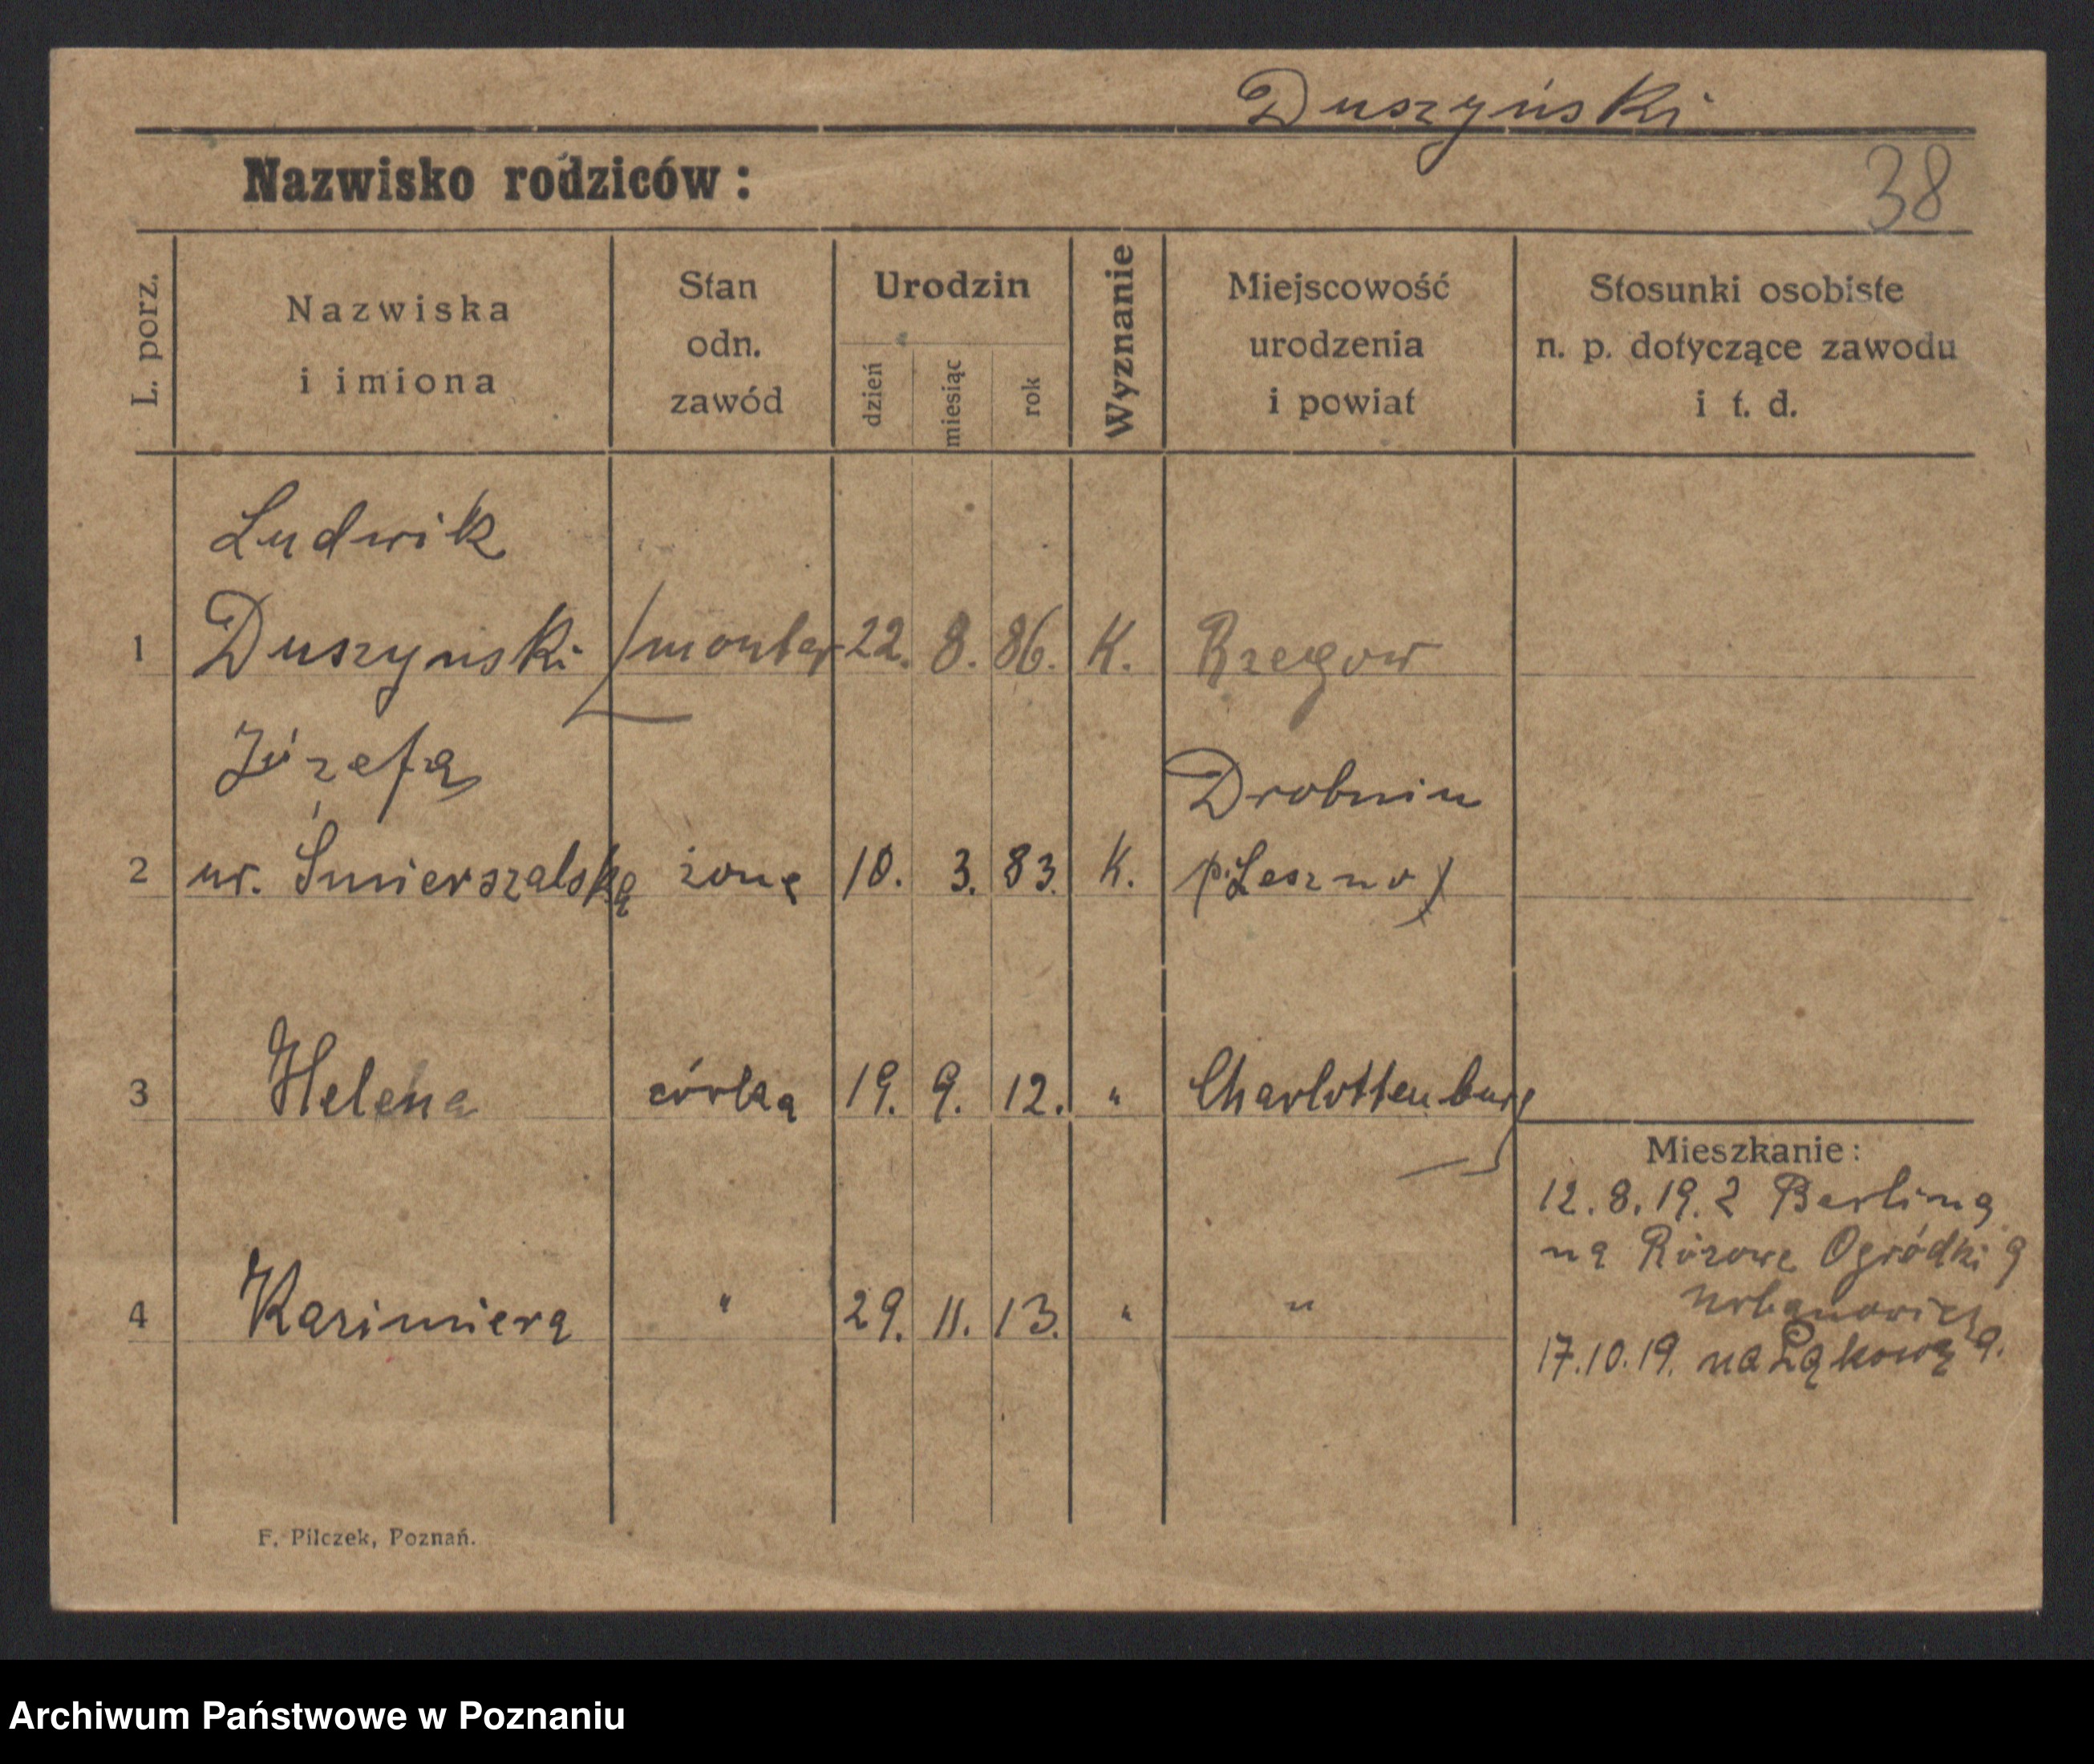 Duszyński
Nazwisko rodziców:
38
L. porz.
Nazwiska
i imiona
Stan
odn.
zawód
Urodzin
dzień
miesiąc
rok
Wyznanie
Miejscowość
urodzenia
i powiat
Stosunki osobiste
n. p. dotyczące zawodu
i t. d.
Ludwik
1 Duszynski monter 22. 8. 86. K. Rzegow
Józefa
Drobnin
2 ur. Śmierszalska żona 10. 3. 83. K. (p. Leszno)
3 Helena córka 19. 9. 12. " Charlottenburg
Mieszkanie:
12. 8. 19. z Berlina
na Różowe Ogródki 9
4 Kazimiera " 29. 11. 13. " "
17.10.19. na Łąkową 9.
F. Pilczek, Poznań.
Archiwum Państwowe w Poznaniu